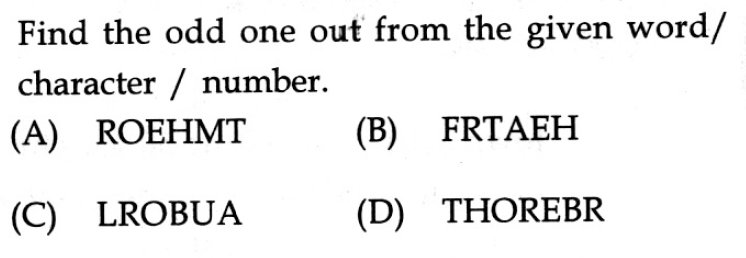 Find the odd one out from the given word/
character / number.
(A) ROEHMT (B) FRTAEH
(C) LROBUA (D) THOREBR